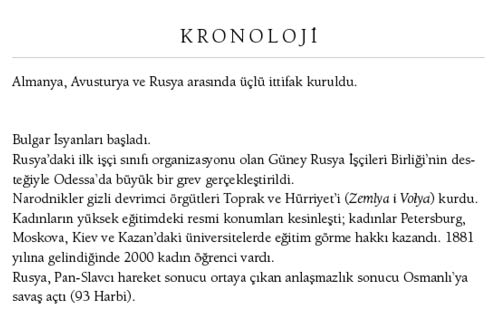 KRONOLOJİ
Almanya, Avusturya ve Rusya arasında üçlü ittifak kuruldu.
Bulgar İsyanları başladı.
Rusya'daki ilk işçi sınıfı organizasyonu olan Güney Rusya İşçileri Birliği'nin des-
teğiyle Odessa'da büyük bir grev gerçekleştirildi.
Narodnikler gizli devrimci örgütleri Toprak ve Hürriyet'i (Zemlya i Volya) kurdu.
Kadınların yüksek eğitimdeki resmi konumları kesinleşti; kadınlar Petersburg,
Moskova, Kiev ve Kazan'daki üniversitelerde eğitim görme hakkı kazandı. 1881
yılına gelindiğinde 2000 kadın öğrenci vardı.
Rusya, Pan-Slavcı hareket sonucu ortaya çıkan anlaşmazlık sonucu Osmanlı'ya
savaş açtı (93 Harbi).